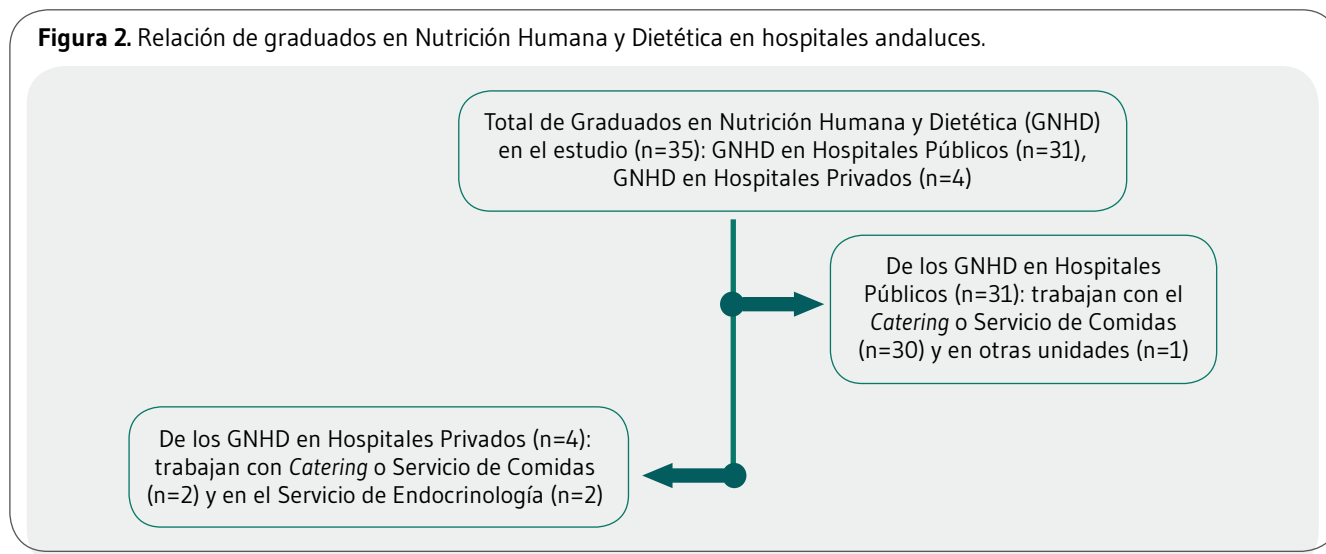 Figura 2. Relación de graduados en Nutrición Humana y Dietética en hospitales andaluces.
Total de Graduados en Nutrición Humana y Dietética (GNHD)
en el estudio (n=35): GNHD en Hospitales Públicos (n=31),
GNHD en Hospitales Privados (n=4)
De los GNHD en Hospitales
Públicos (n=31): trabajan con el
Catering o Servicio de Comidas
(n=30) y en otras unidades (n=1)
De los GNHD en Hospitales Privados (n=4):
trabajan con Catering o Servicio de Comidas
(n=2) y en el Servicio de Endocrinología (n=2)